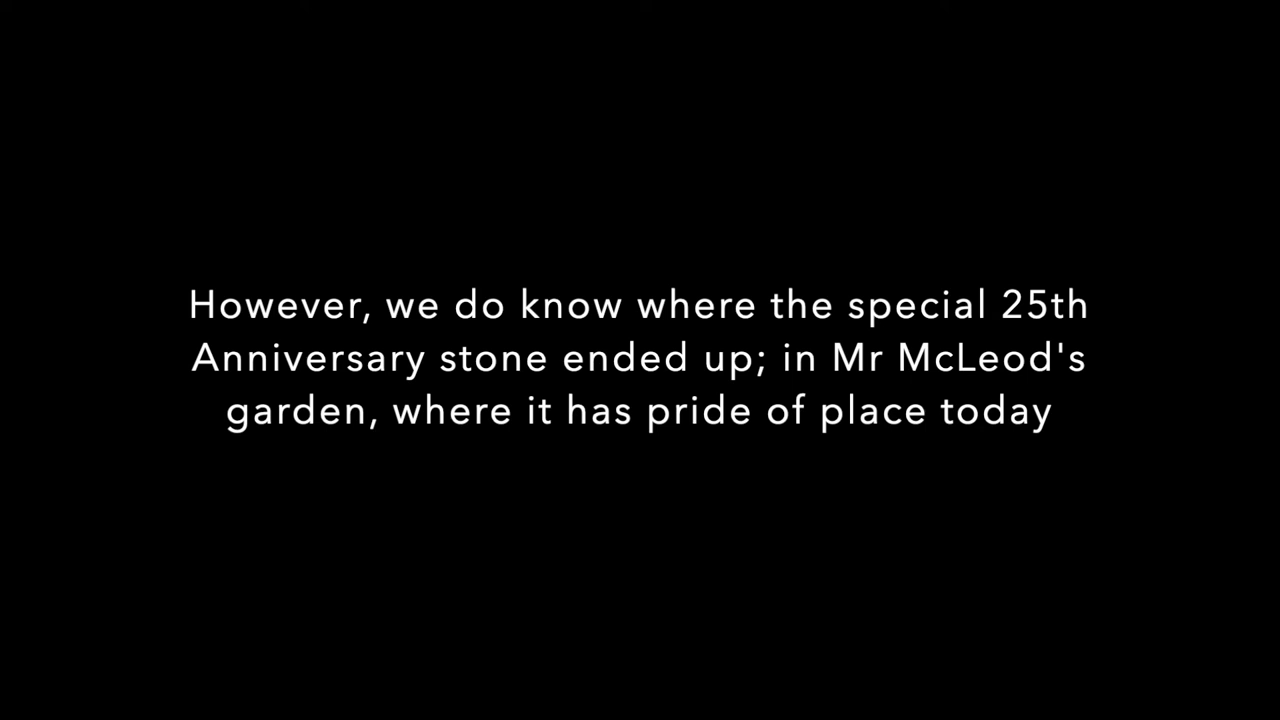 However, we do know where the special 25th
Anniversary stone ended up; in Mr McLeod's
garden, where it has pride of place today